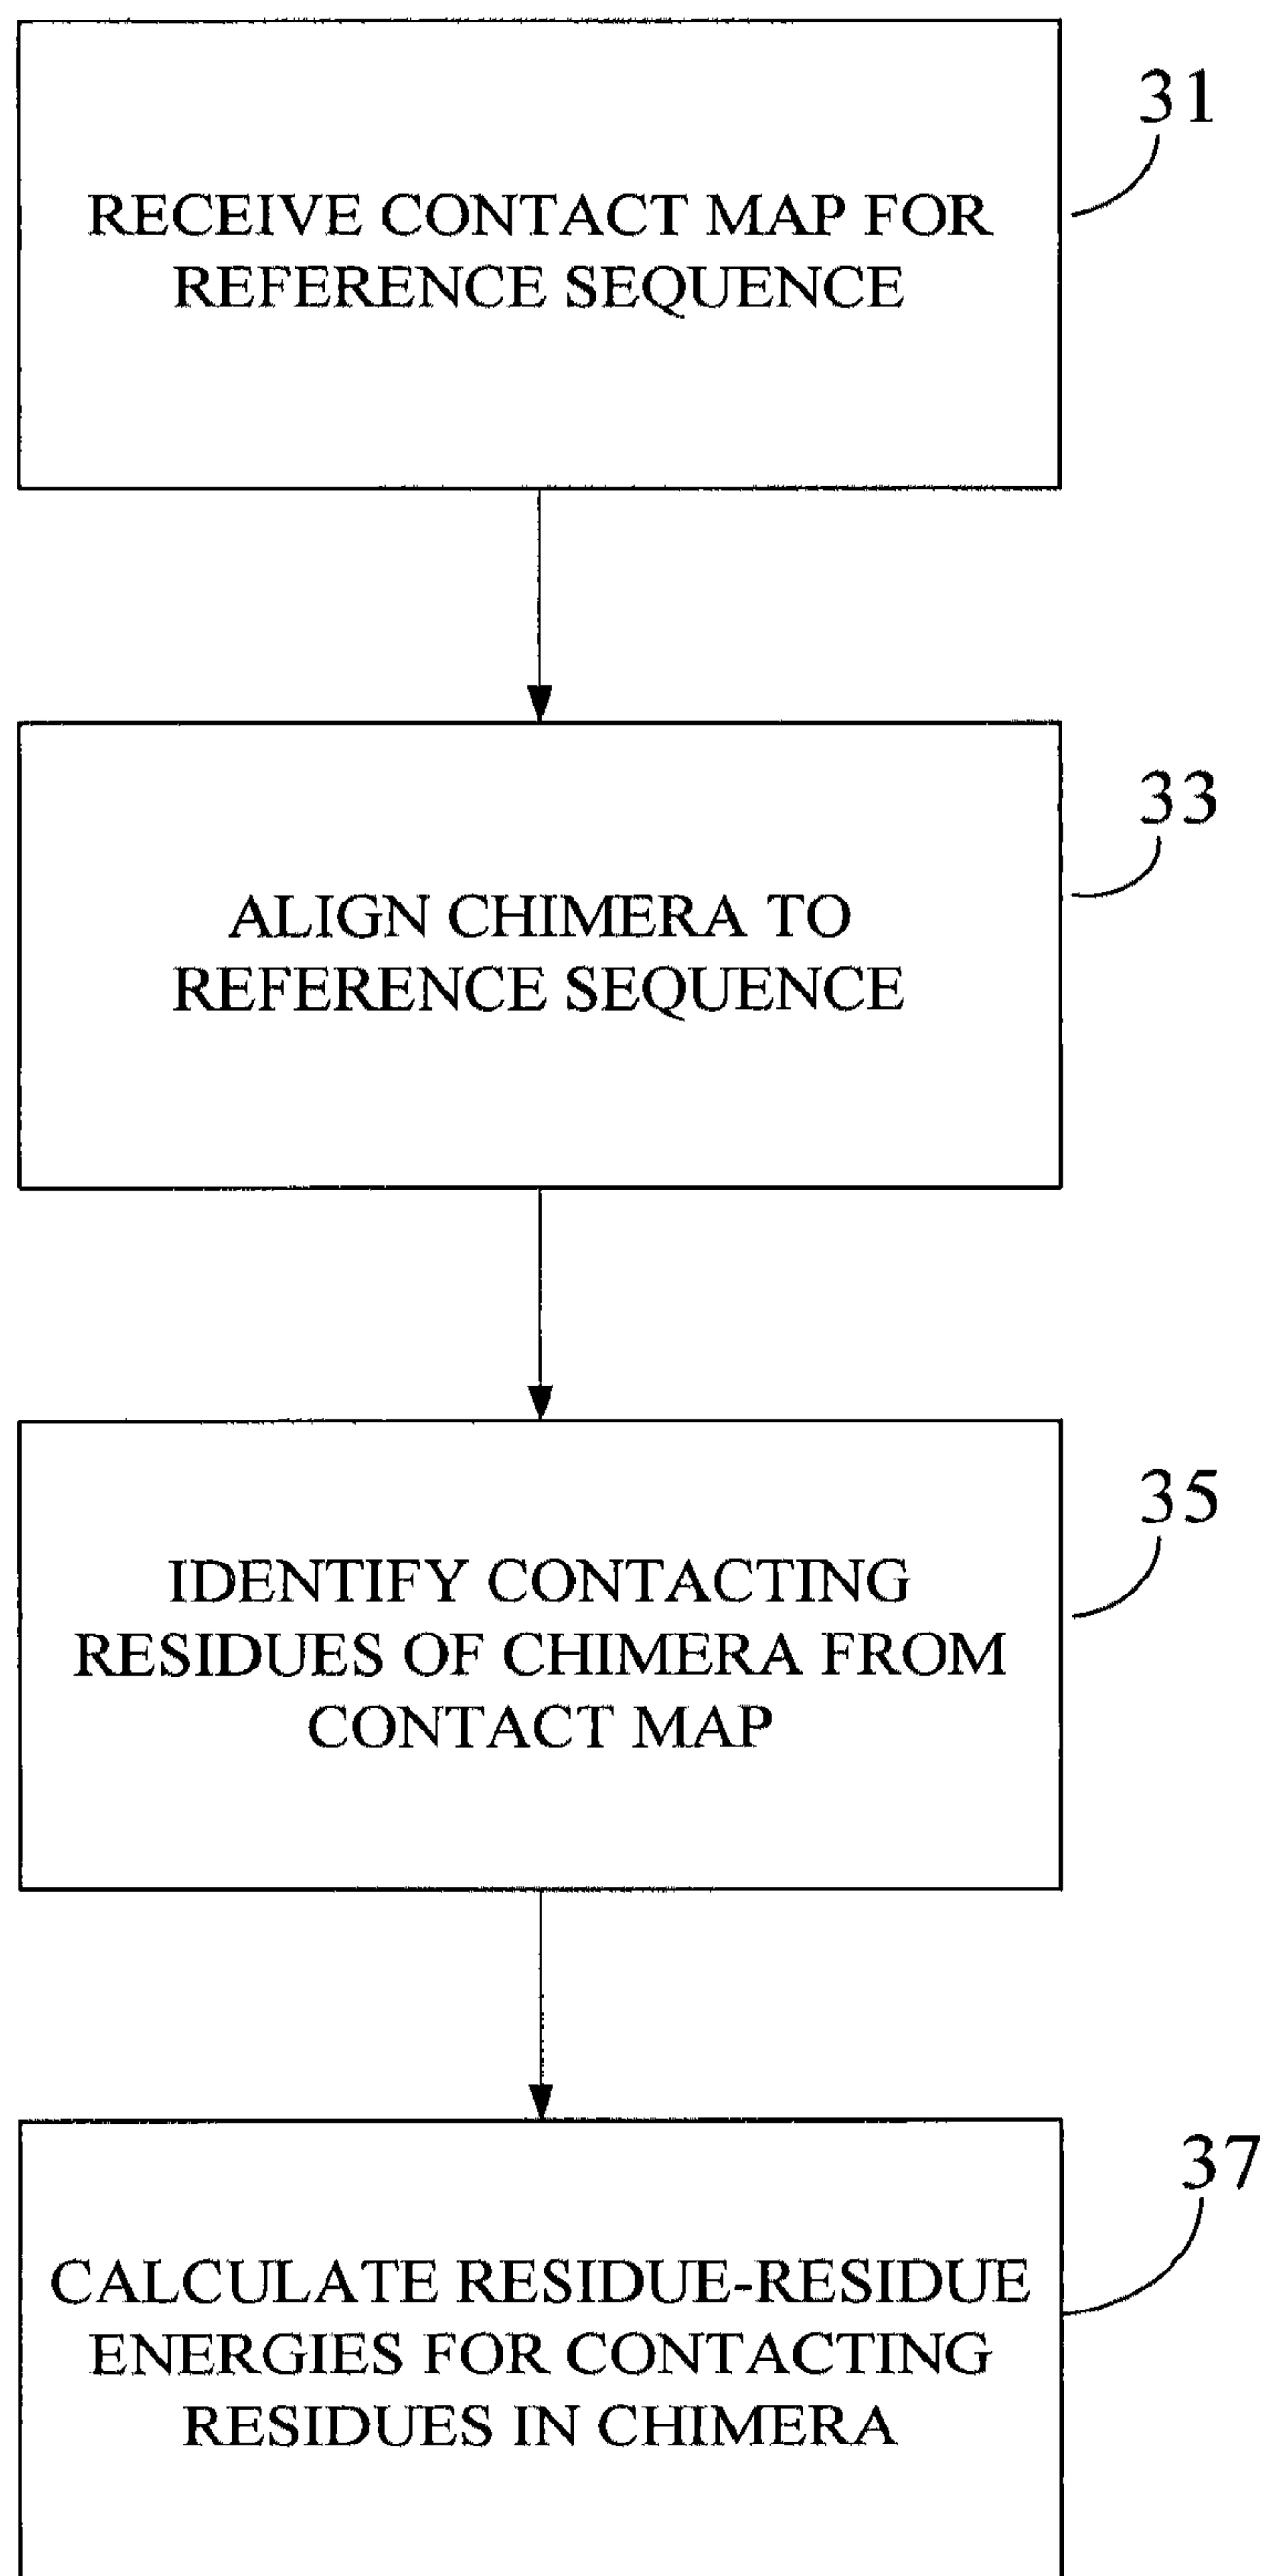 31
RECEIVE CONTACT MAP FOR
REFERENCE SEQUENCE
33
ALIGN CHIMERA TO
REFERENCE SEQUENCE
35
IDENTIFY CONTACTING
RESIDUES OF CHIMERA FROM
CONTACT MAP
37
CALCULATE RESIDUE-RESIDUE
ENERGIES FOR CONTACTING
RESIDUES IN CHIMERA